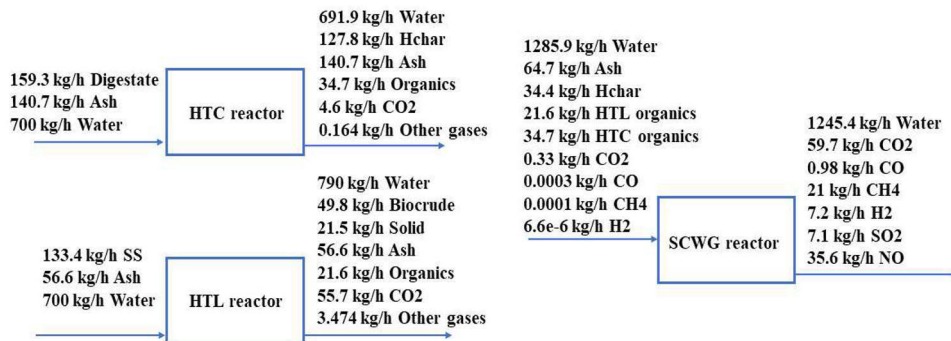 159.3 kg/h Digestate
140.7 kg/h Ash
700 kg/h Water
HTC reactor
691.9 kg/h Water
127.8 kg/h Hchar
140.7 kg/h Ash
34.7 kg/h Organics
4.6 kg/h CO2
0.164 kg/h Other gases
133.4 kg/h SS
56.6 kg/h Ash
700 kg/h Water
HTL reactor
790 kg/h Water
49.8 kg/h Biocrude
21.5 kg/h Solid
56.6 kg/h Ash
21.6 kg/h Organics
55.7 kg/h CO2
3.474 kg/h Other gases
1285.9 kg/h Water
64.7 kg/h Ash
34.4 kg/h Hchar
21.6 kg/h HTL organics
34.7 kg/h HTC organics
0.33 kg/h CO2
0.0003 kg/h CO
0.0001 kg/h CH4
6.6e-6 kg/h H2
SCWG reactor
1245.4 kg/h Water
59.7 kg/h CO2
0.98 kg/h CO
21 kg/h CH4
7.2 kg/h H2
7.1 kg/h SO2
35.6 kg/h NO